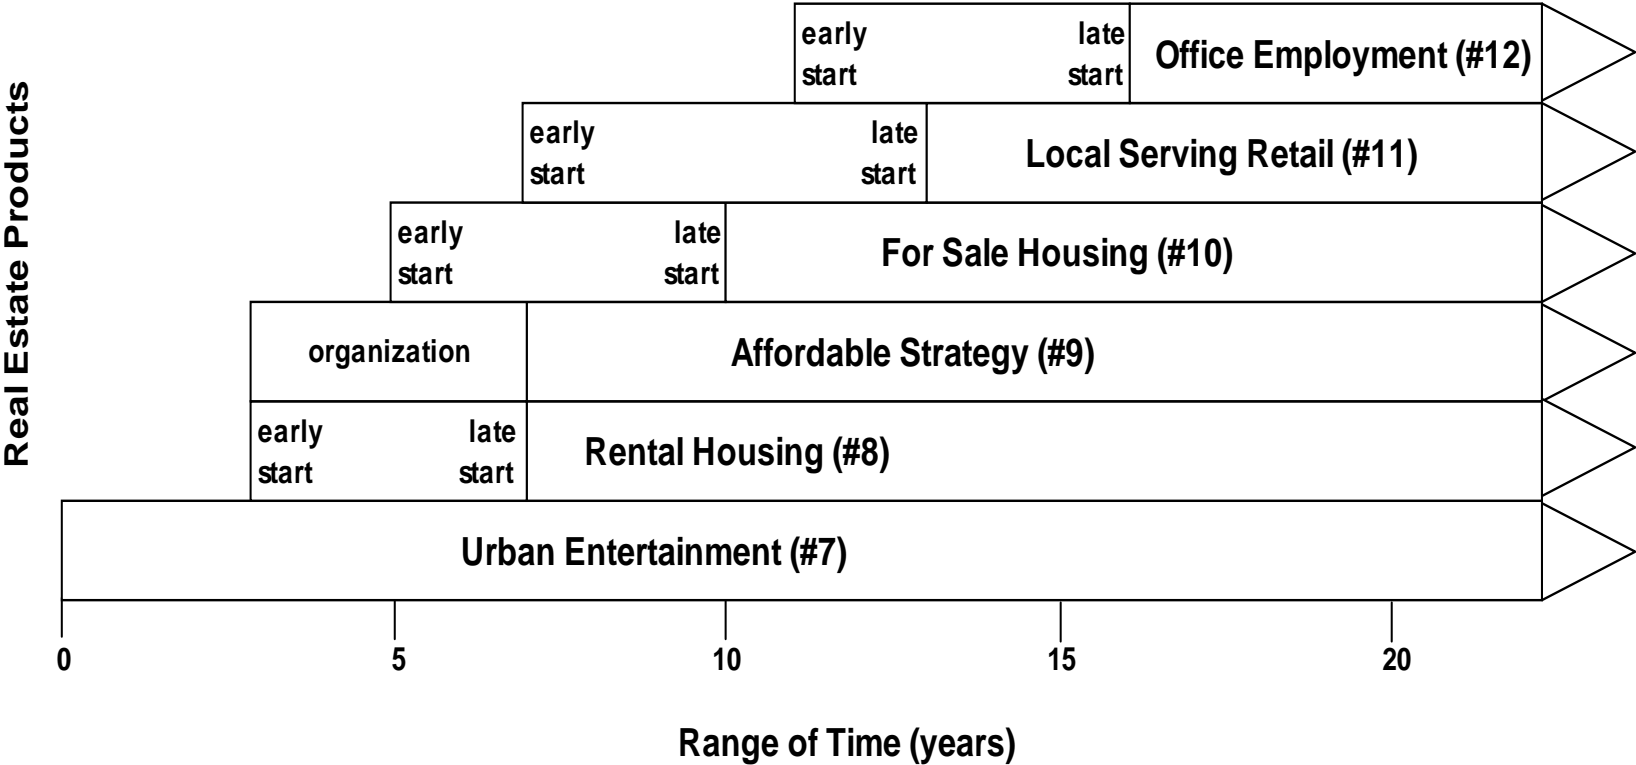 Real Estate Products
early
late
start
start
Office Employment (#12)
early
late
start
start
Local Serving Retail (#11)
early
late
start
start
For Sale Housing (#10)
organization
Affordable Strategy (#9)
early
late
start
start
Rental Housing (#8)
Urban Entertainment (#7)
0 5 10 15 20
Range of Time (years)